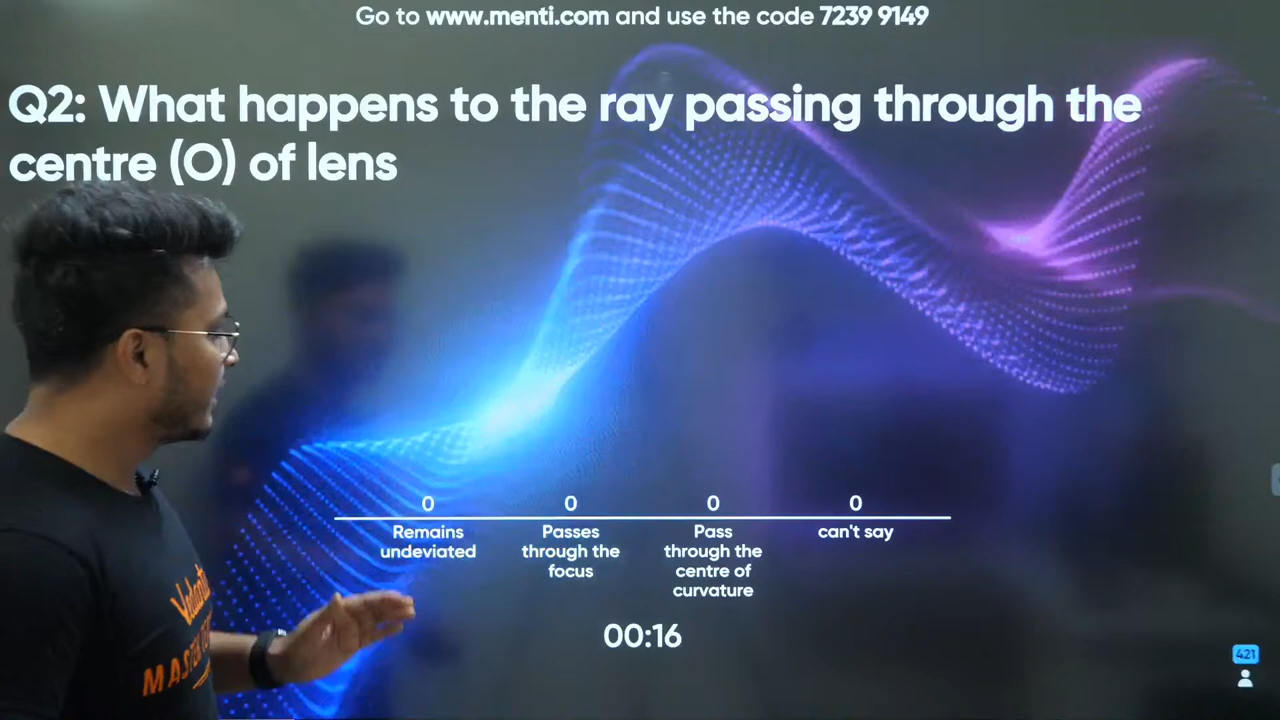 Go to www.menti.com and use the code 7239 9149
Q2: What happens to the ray passing through the
centre (O) of lens
0
0
0
0
Remains
undeviated
Passes
through the
focus
Pass
through the
centre of
curvature
can't say
00:16
421